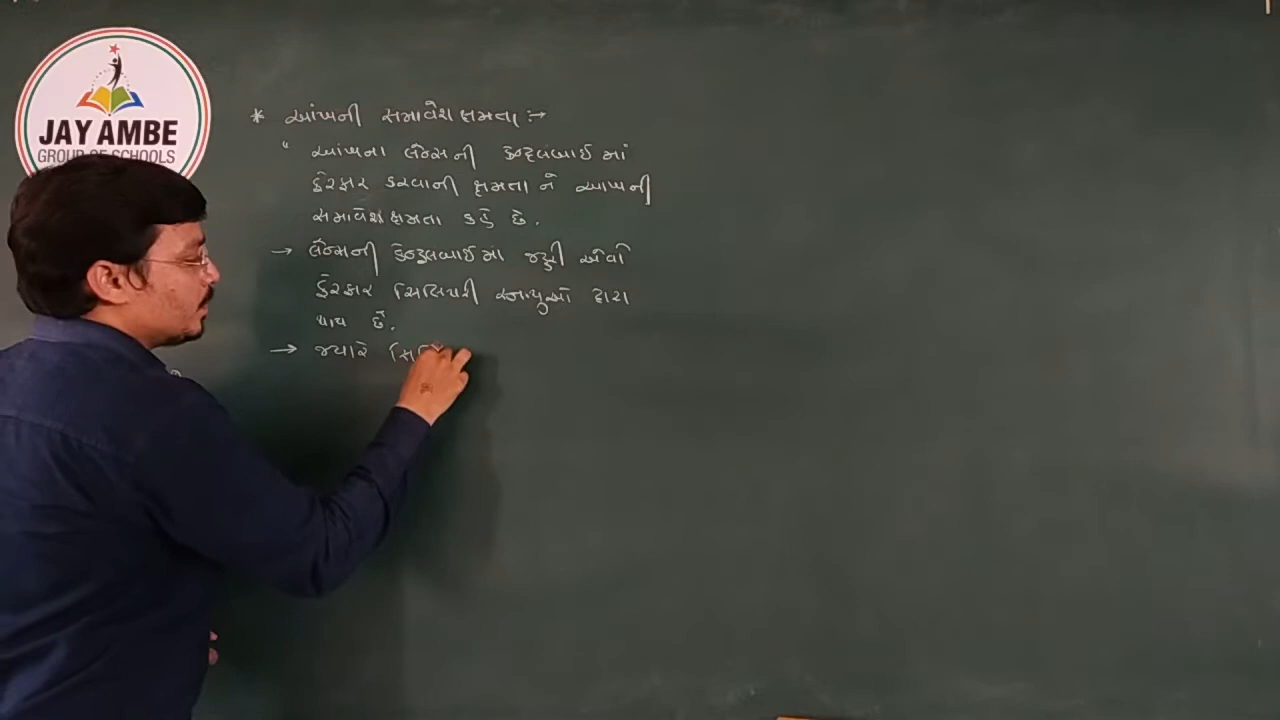 JAY AMBE
GROUP OF SCHOOLS
* આંખની સમાવેશ ક્ષમતા :→
" આંખના લેન્સ ની કેન્દ્રલંબાઈ માં
ફેરફાર કરવાની ક્ષમતા ને આંખની
સમાવેશ ક્ષમતા કહે છે.
→ લેન્સની કેન્દ્રલંબાઈ માં જરૂરી એવો
ફેરફાર સિલિયરી સ્નાયુઓ દ્વારા
થાય છે.
→ જ્યારે સિલિ